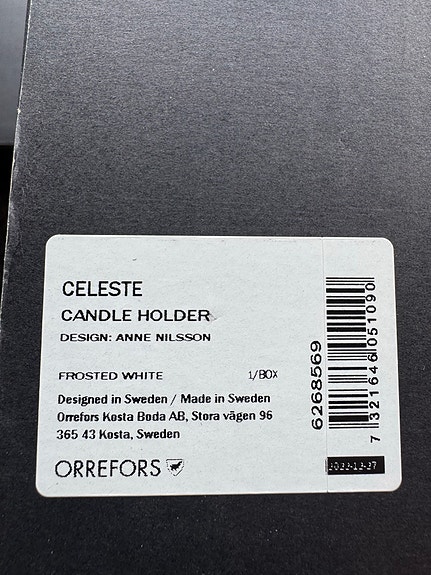 CELESTE
CANDLE HOLDER
DESIGN: ANNE NILSSON
FROSTED WHITE 1/BOX
Designed in Sweden / Made in Sweden
Orrefors Kosta Boda AB, Stora vägen 96
365 43 Kosta, Sweden
ORREFORS
6268569
7 321646 051090